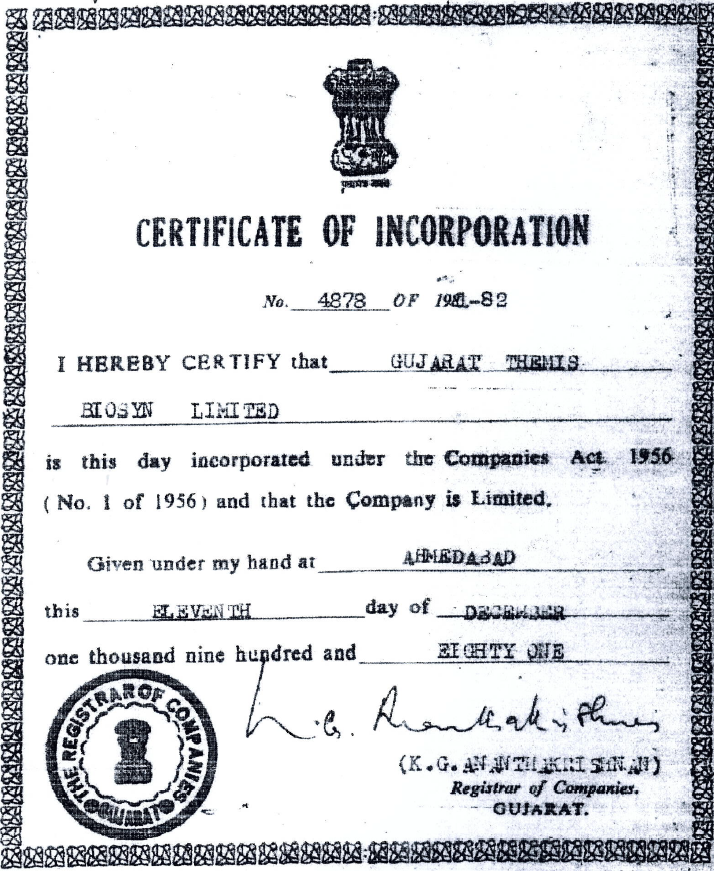 सत्यमेव जयते
CERTIFICATE OF INCORPORATION
No. 4878 OF 1981-82
I HEREBY CERTIFY that GUJARAT THEMIS
BIOSYN LIMITED
is this day incorporated under the Companies Act 1956
( No. 1 of 1956 ) and that the Company is Limited.
Given under my hand at AHMEDABAD
this ELEVENTH day of DECEMBER
one thousand nine hundred and EIGHTY ONE
THE REGISTRAR OF COMPANIES
GUJARAT
K.G. Ananthakrishnan
(K.G.ANANTHAKRISHNAN)
Registrar of Companies.
GUJARAT.